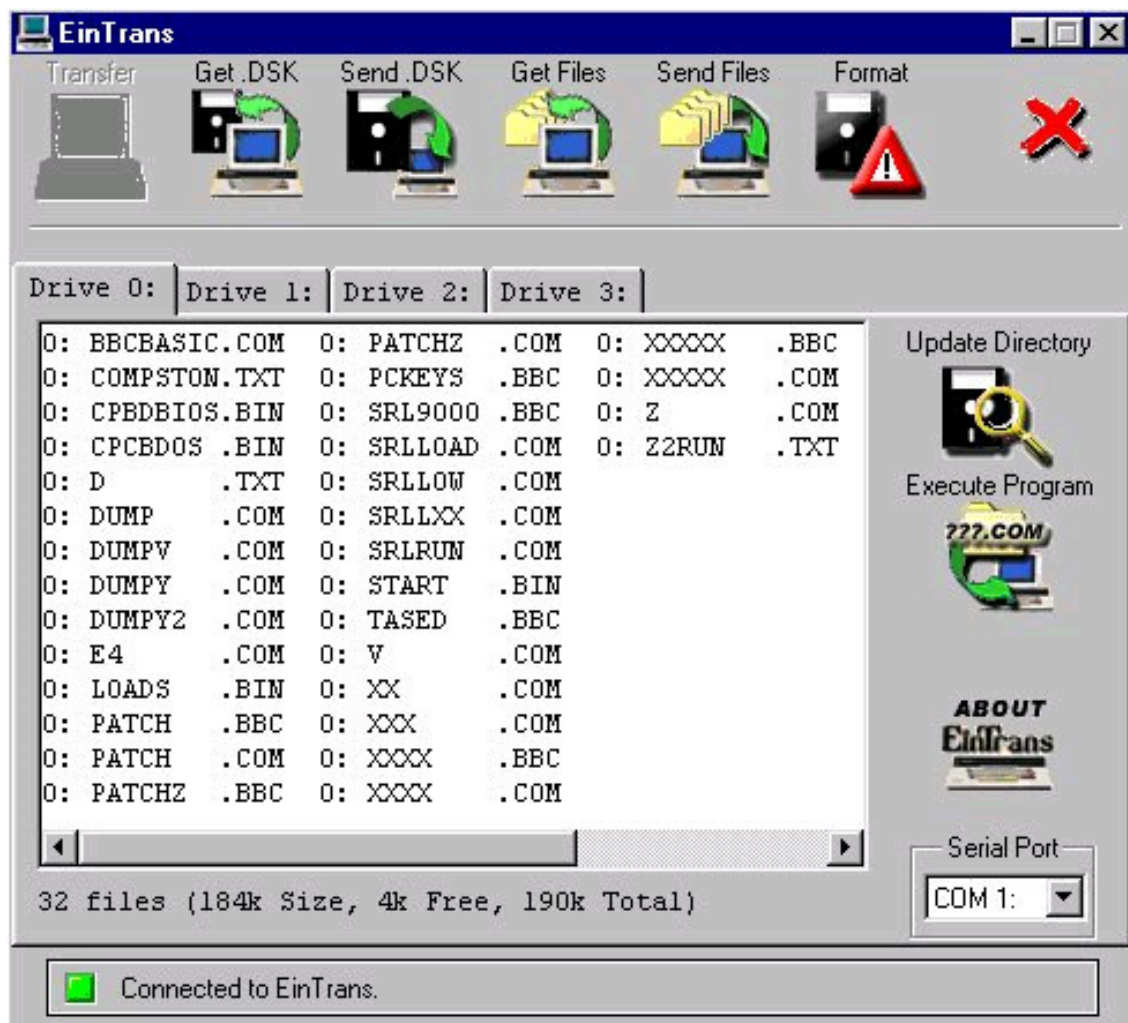 EinTrans
Transfer Get .DSK Send .DSK Get Files Send Files Format
Drive 0: Drive 1: Drive 2: Drive 3:
0: BBCBASIC.COM 0: PATCHZ .COM 0: XXXXX .BBC
0: COMPSTON.TXT 0: PCKEYS .BBC 0: XXXXX .COM
0: CPBDBIOS.BIN 0: SRL9000 .BBC 0: Z .COM
0: CPCBDOS .BIN 0: SRLLOAD .COM 0: Z2RUN .TXT
0: D .TXT 0: SRLLOW .COM
0: DUMP .COM 0: SRLLXX .COM
0: DUMPV .COM 0: SRLRUN .COM
0: DUMPY .COM 0: START .BIN
0: DUMPY2 .COM 0: TASED .BBC
0: E4 .COM 0: V .COM
0: LOADS .BIN 0: XX .COM
0: PATCH .BBC 0: XXX .COM
0: PATCH .COM 0: XXXX .BBC
0: PATCHZ .BBC 0: XXXX .COM
32 files (184k Size, 4k Free, 190k Total)
Update Directory
Execute Program
???.COM
ABOUT
EinTrans
Serial Port
COM 1:
Connected to EinTrans.